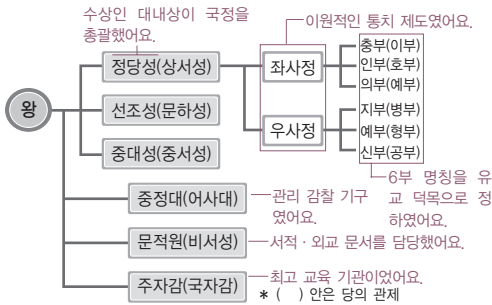 수상인 대내상이 국정을
총괄했어요.
이원적인 통치 제도였어요.
왕
정당성(상서성)
선조성(문하성)
중대성(중서성)
좌사정
우사정
충부(이부)
인부(호부)
의부(예부)
지부(병부)
예부(형부)
신부(공부)
6부 명칭을 유
교 덕목으로 정
하였어요.
중정대(어사대)
관리 감찰 기구
였어요.
문적원(비서성)
서적·외교 문서를 담당했어요.
주자감(국자감)
최고 교육 기관이었어요.
* ( ) 안은 당의 관제